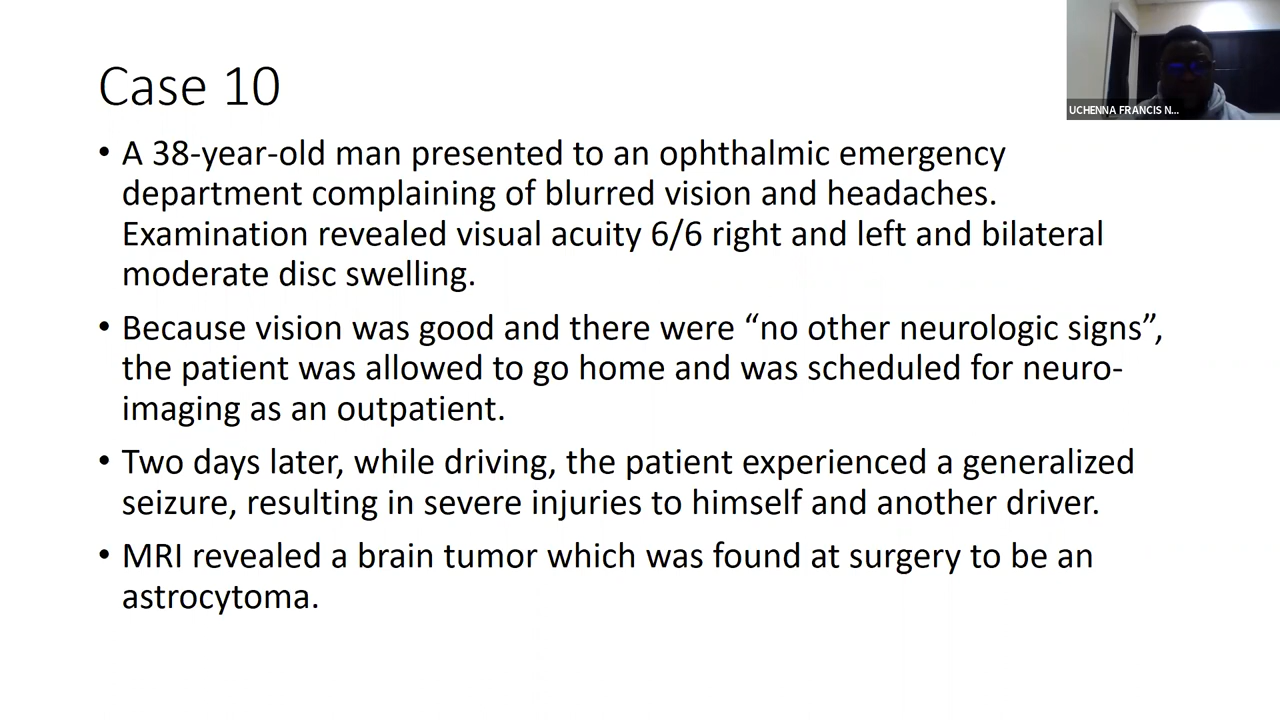 Case 10
UCHENNA FRANCIS N...
• A 38-year-old man presented to an ophthalmic emergency
department complaining of blurred vision and headaches.
Examination revealed visual acuity 6/6 right and left and bilateral
moderate disc swelling.
• Because vision was good and there were “no other neurologic signs”,
the patient was allowed to go home and was scheduled for neuro-
imaging as an outpatient.
• Two days later, while driving, the patient experienced a generalized
seizure, resulting in severe injuries to himself and another driver.
• MRI revealed a brain tumor which was found at surgery to be an
astrocytoma.